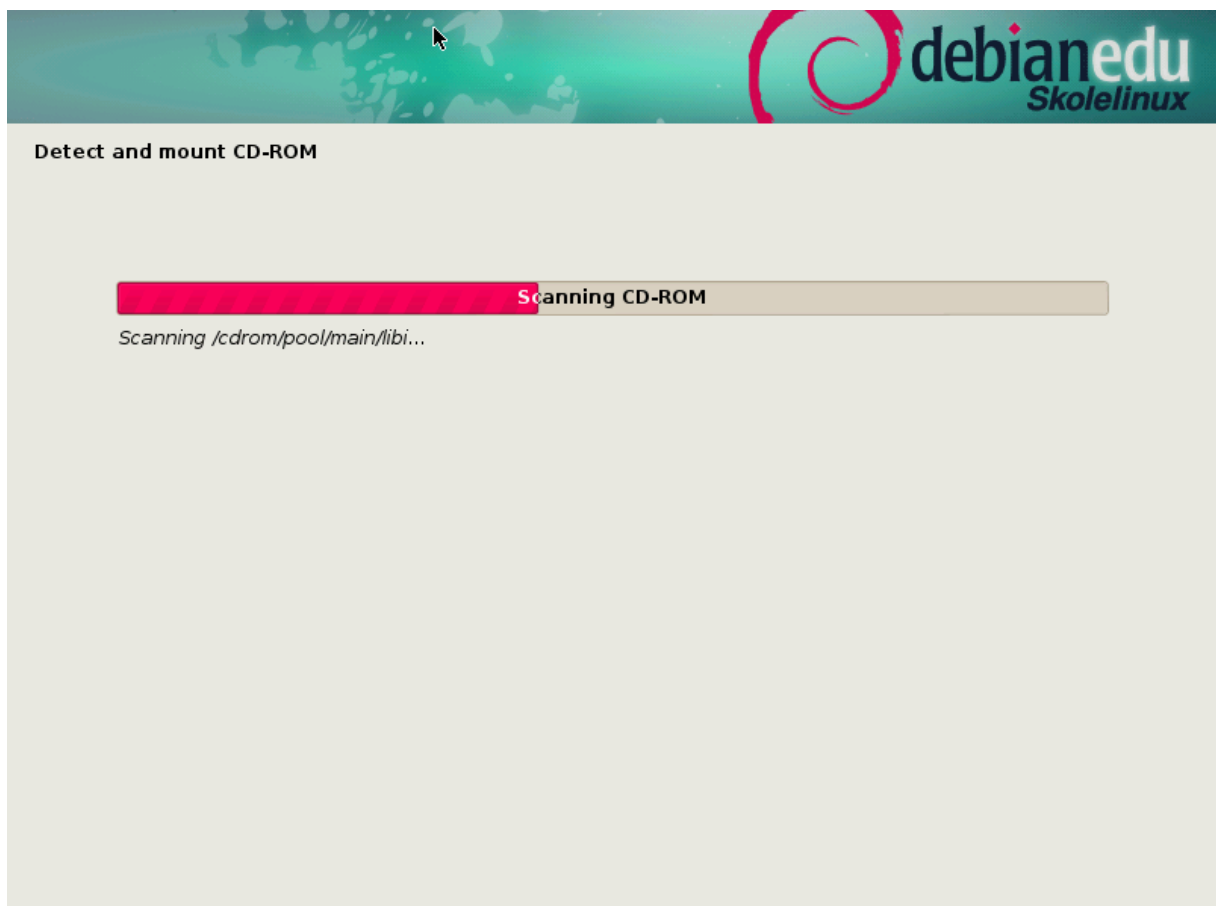 debianedu
Skolelinux
Detect and mount CD-ROM
Scanning CD-ROM
Scanning /cdrom/pool/main/libi...